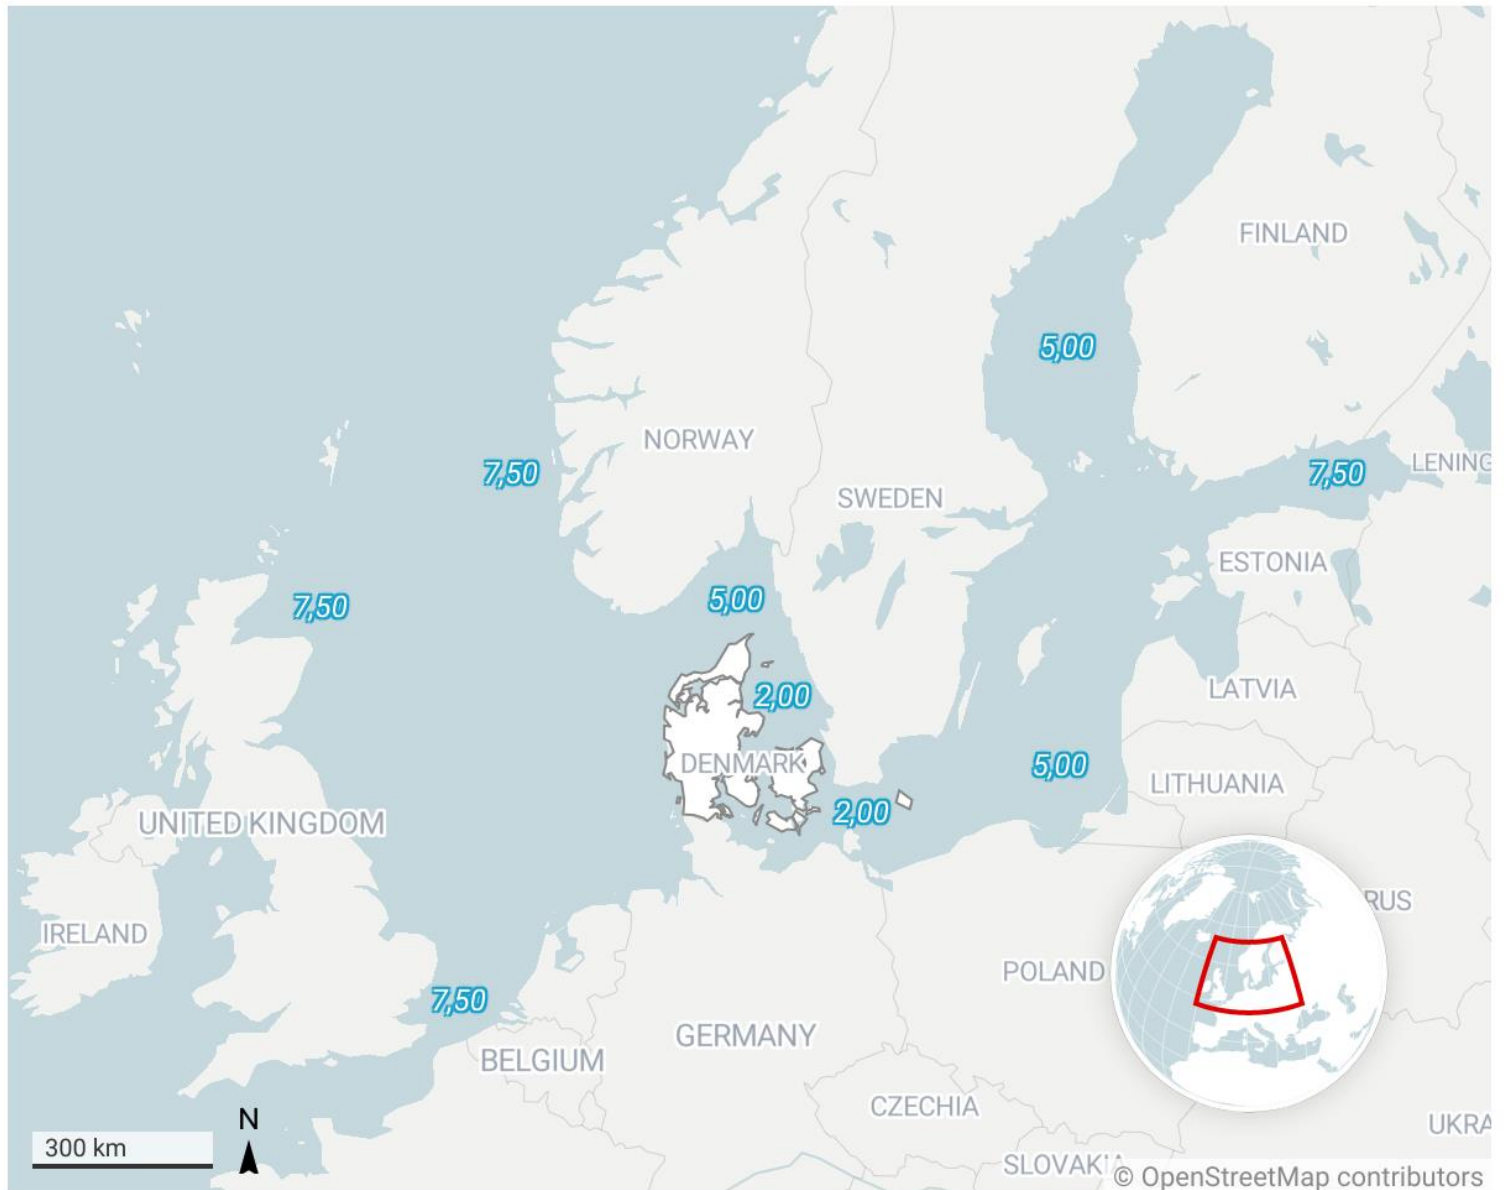 FINLAND
5,00
NORWAY
7,50
7,50
LENING
SWEDEN
ESTONIA
5,00
7,50
LATVIA
2,00
DENMARK
5,00
LITHUANIA
2,00
UNITED KINGDOM
RUS
IRELAND
POLAND
7,50
GERMANY
BELGIUM
CZECHIA
N
UKRA
300 km
SLOVAKIA
© OpenStreetMap contributors